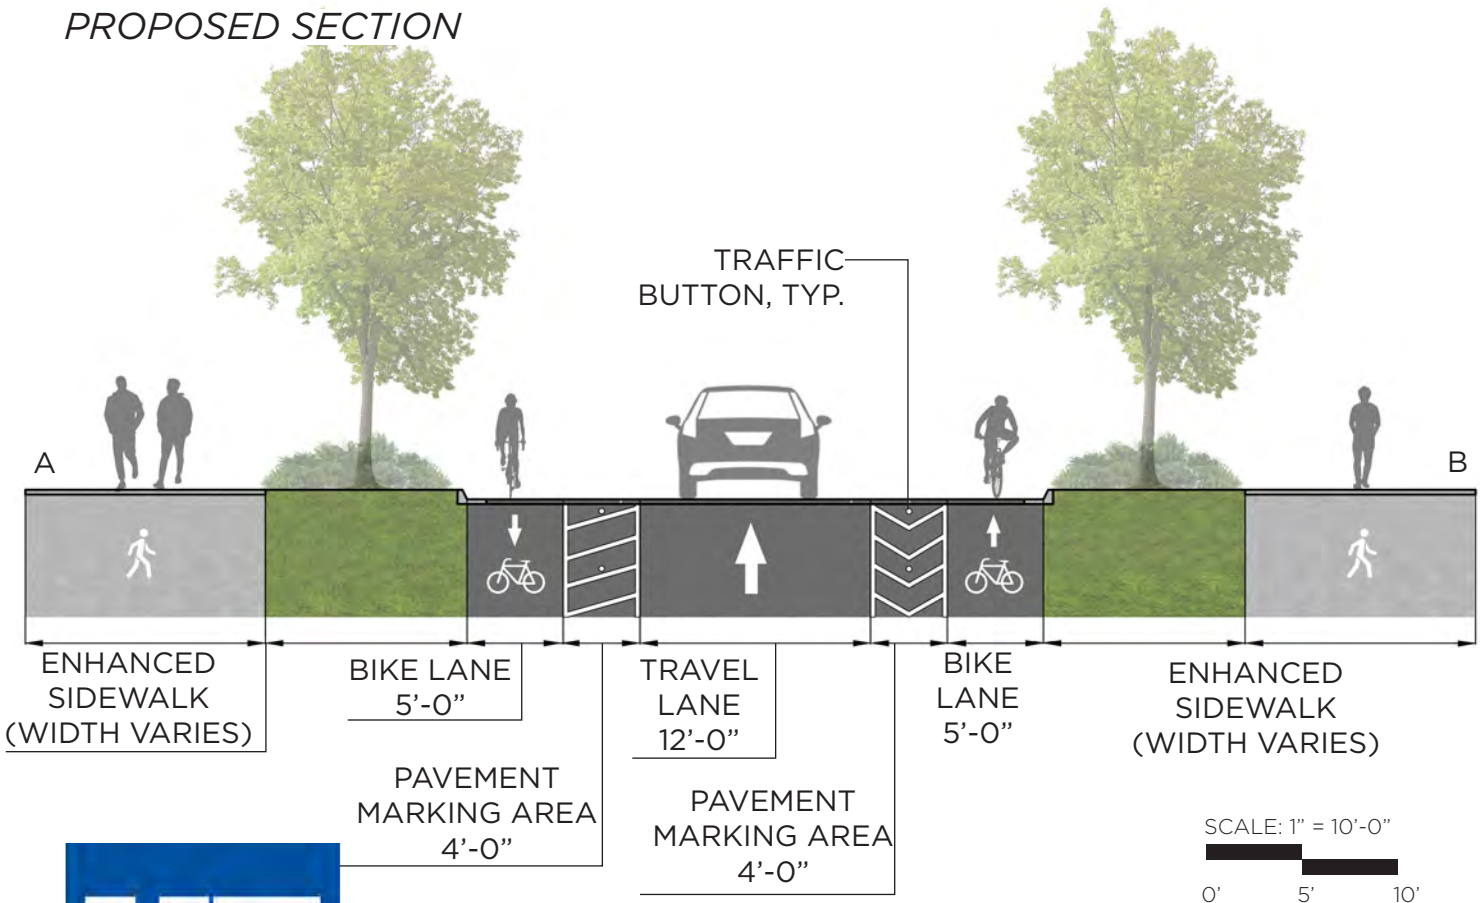 PROPOSED SECTION
TRAFFIC
BUTTON, TYP.
A
B
ENHANCED
SIDEWALK
(WIDTH VARIES)
BIKE LANE
5’-0”
PAVEMENT
MARKING AREA
4’-0”
TRAVEL
LANE
12’-0”
PAVEMENT
MARKING AREA
4’-0”
BIKE
LANE
5’-0”
ENHANCED
SIDEWALK
(WIDTH VARIES)
SCALE: 1” = 10’-0”
0’ 5’ 10’